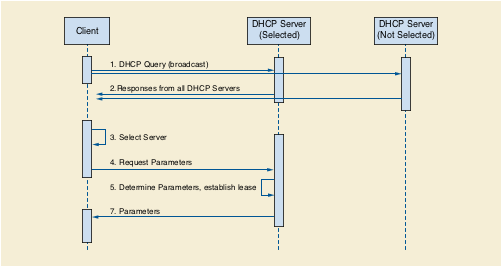 Client
DHCP Server
(Selected)
DHCP Server
(Not Selected)
1. DHCP Query (broadcast)
2.Responses from all DHCP Servers
3. Select Server
4. Request Parameters
5. Determine Parameters, establish lease
7. Parameters